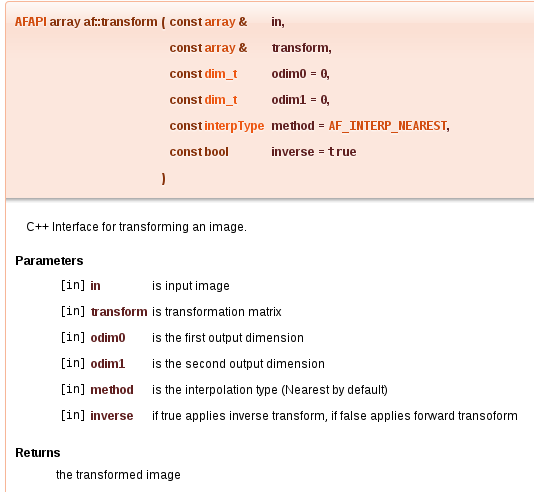 AFAPI array af::transform ( const array & in,
const array & transform,
const dim_t odim0 = 0,
const dim_t odim1 = 0,
const interpType method = AF_INTERP_NEAREST,
const bool inverse = true
)
C++ Interface for transforming an image.
Parameters
[in] in is input image
[in] transform is transformation matrix
[in] odim0 is the first output dimension
[in] odim1 is the second output dimension
[in] method is the interpolation type (Nearest by default)
[in] inverse if true applies inverse transform, if false applies forward transoform
Returns
the transformed image